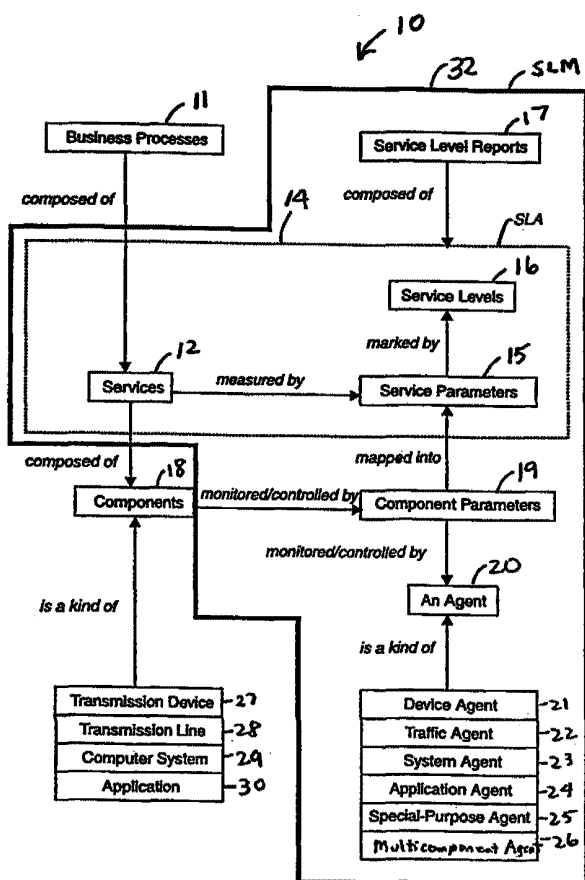 10
32
SLM
11
17
Business Processes
Service Level Reports
composed of
composed of
14
SLA
16
Service Levels
marked by
12
15
Services
measured by
Service Parameters
composed of
mapped into
18
19
Components
monitored/controlled by
Component Parameters
monitored/controlled by
20
An Agent
is a kind of
is a kind of
Transmission Device
27
Transmission Line
28
Computer System
29
Application
30
Device Agent
21
Traffic Agent
22
System Agent
23
Application Agent
24
Special-Purpose Agent
25
Multicomponent Agent
26